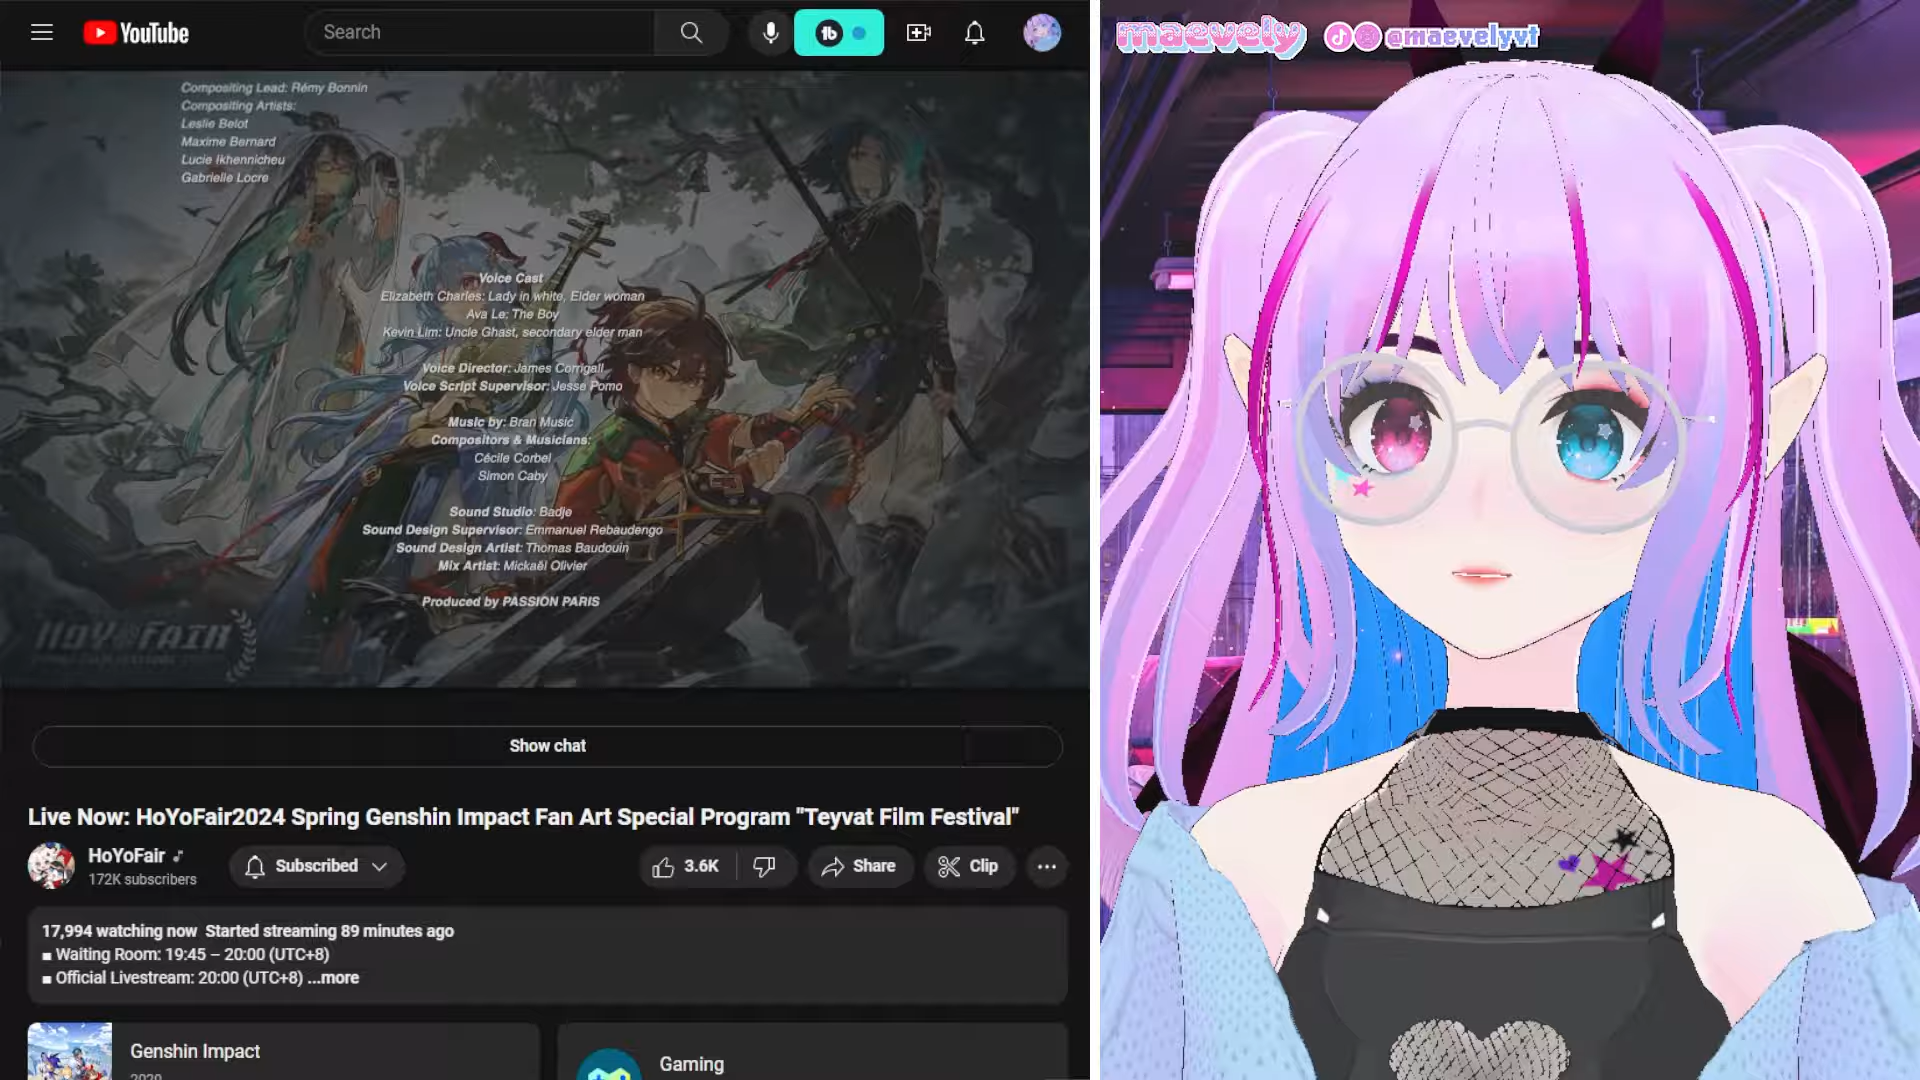 YouTube
Search
Compositing Lead: Rémy Bonnin
Compositing Artists:
Leslie Belot
Maxime Bernard
Lucie Ikhennicheu
Gabrielle Locre
Voice Cast
Elizabeth Charles: Lady in white, Elder woman
Ava Le: The Boy
Kevin Lim: Uncle Ghast, secondary elder man
Voice Director: James Corrigall
Voice Script Supervisor: Jesse Pomo
Music by: Bran Music
Compositors & Musicians:
Cécile Corbel
Simon Caby
Sound Studio: Badje
Sound Design Supervisor: Emmanuel Rebaudengo
Sound Design Artist: Thomas Baudouin
Mix Artist: Mickaël Olivier
Produced by PASSION PARIS
HOYOFAIR
Show chat
Live Now: HoYoFair2024 Spring Genshin Impact Fan Art Special Program "Teyvat Film Festival"
HoYoFair
172K subscribers
Subscribed
3.6K
Share
Clip
17,994 watching now Started streaming 89 minutes ago
■ Waiting Room: 19:45 – 20:00 (UTC+8)
■ Official Livestream: 20:00 (UTC+8) ...more
Genshin Impact
2020
Gaming
maevely
@maevelyvt